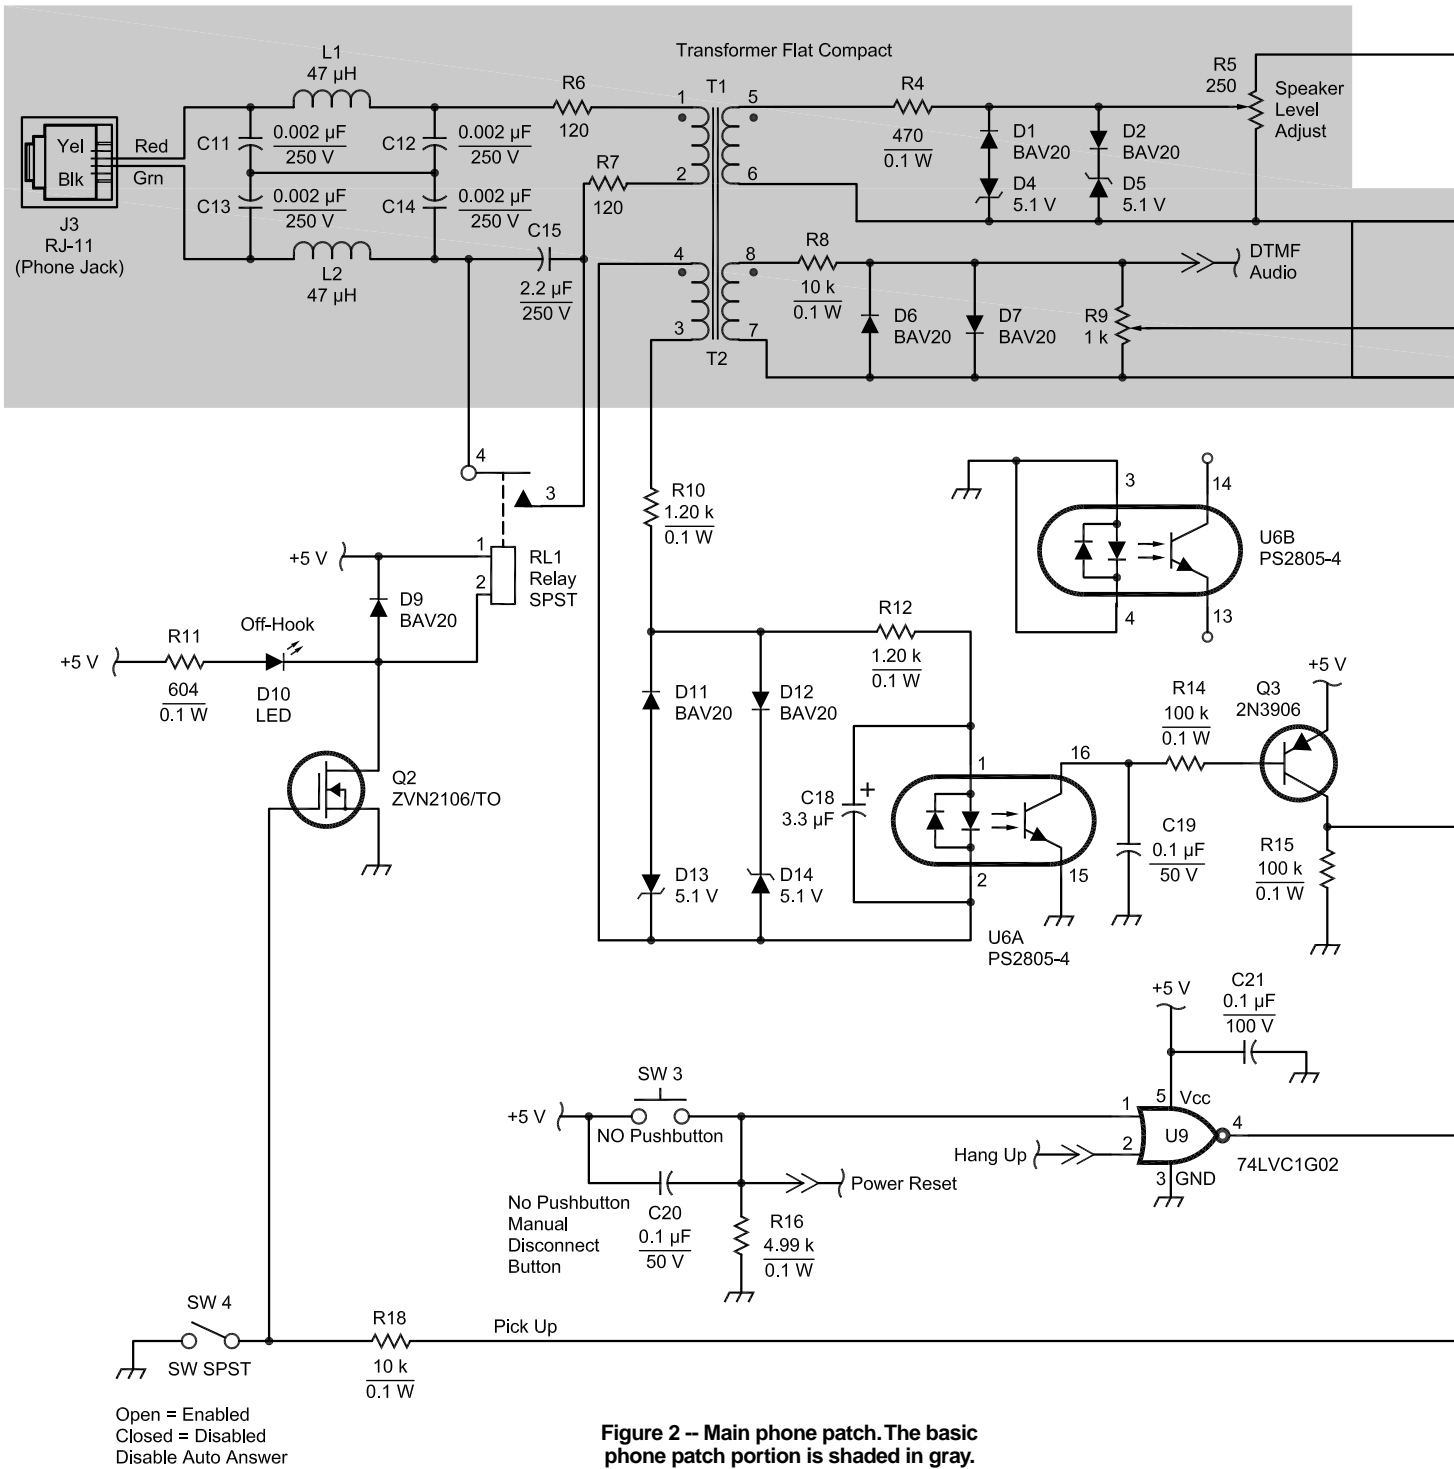 Transformer Flat Compact
L1
47 µH
R6
120
T1
1
2
5
6
R4
470
0.1 W
R5
250
Speaker
Level
Adjust
D1
BAV20
D2
BAV20
D4
5.1 V
D5
5.1 V
Yel
Blk
Red
Grn
J3
RJ-11
(Phone Jack)
C11
0.002 µF
250 V
C12
0.002 µF
250 V
C13
0.002 µF
250 V
C14
0.002 µF
250 V
R7
120
C15
2.2 µF
250 V
L2
47 µH
4
3
8
7
T2
R8
10 k
0.1 W
D6
BAV20
D7
BAV20
R9
1 k
DTMF
Audio
4
3
R10
1.20 k
0.1 W
3
14
4
13
U6B
PS2805-4
+5 V
1
2
RL1
Relay
SPST
D9
BAV20
Off-Hook
+5 V
R11
604
0.1 W
D10
LED
Q2
ZVN2106/TO
R12
1.20 k
0.1 W
D11
BAV20
D12
BAV20
D13
5.1 V
D14
5.1 V
C18
+
3.3 µF
1
2
16
15
U6A
PS2805-4
R14
100 k
0.1 W
Q3
2N3906
+5 V
C19
0.1 µF
50 V
R15
100 k
0.1 W
+5 V
C21
0.1 µF
100 V
SW 3
+5 V
NO Pushbutton
1
2
5
Vcc
U9
4
3
GND
74LVC1G02
Hang Up
Power Reset
No Pushbutton
Manual
Disconnect
Button
C20
0.1 µF
50 V
R16
4.99 k
0.1 W
SW 4
SW SPST
R18
10 k
0.1 W
Pick Up
Open = Enabled
Closed = Disabled
Disable Auto Answer
Figure 2 -- Main phone patch. The basic
phone patch portion is shaded in gray.